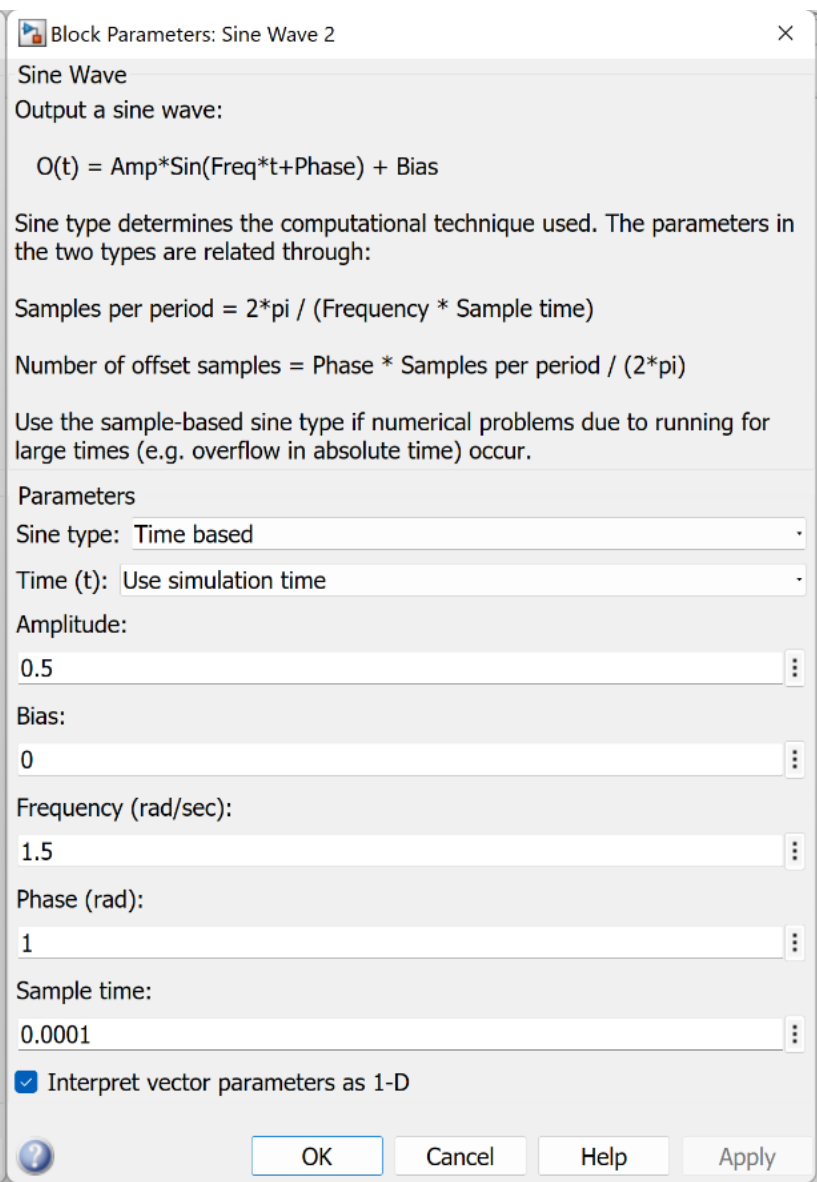 Block Parameters: Sine Wave 2
Sine Wave
Output a sine wave:
O(t) = Amp*Sin(Freq*t+Phase) + Bias
Sine type determines the computational technique used. The parameters in
the two types are related through:
Samples per period = 2*pi / (Frequency * Sample time)
Number of offset samples = Phase * Samples per period / (2*pi)
Use the sample-based sine type if numerical problems due to running for
large times (e.g. overflow in absolute time) occur.
Parameters
Sine type: Time based
Time (t): Use simulation time
Amplitude:
0.5
Bias:
0
Frequency (rad/sec):
1.5
Phase (rad):
1
Sample time:
0.0001
Interpret vector parameters as 1-D
OK Cancel Help Apply